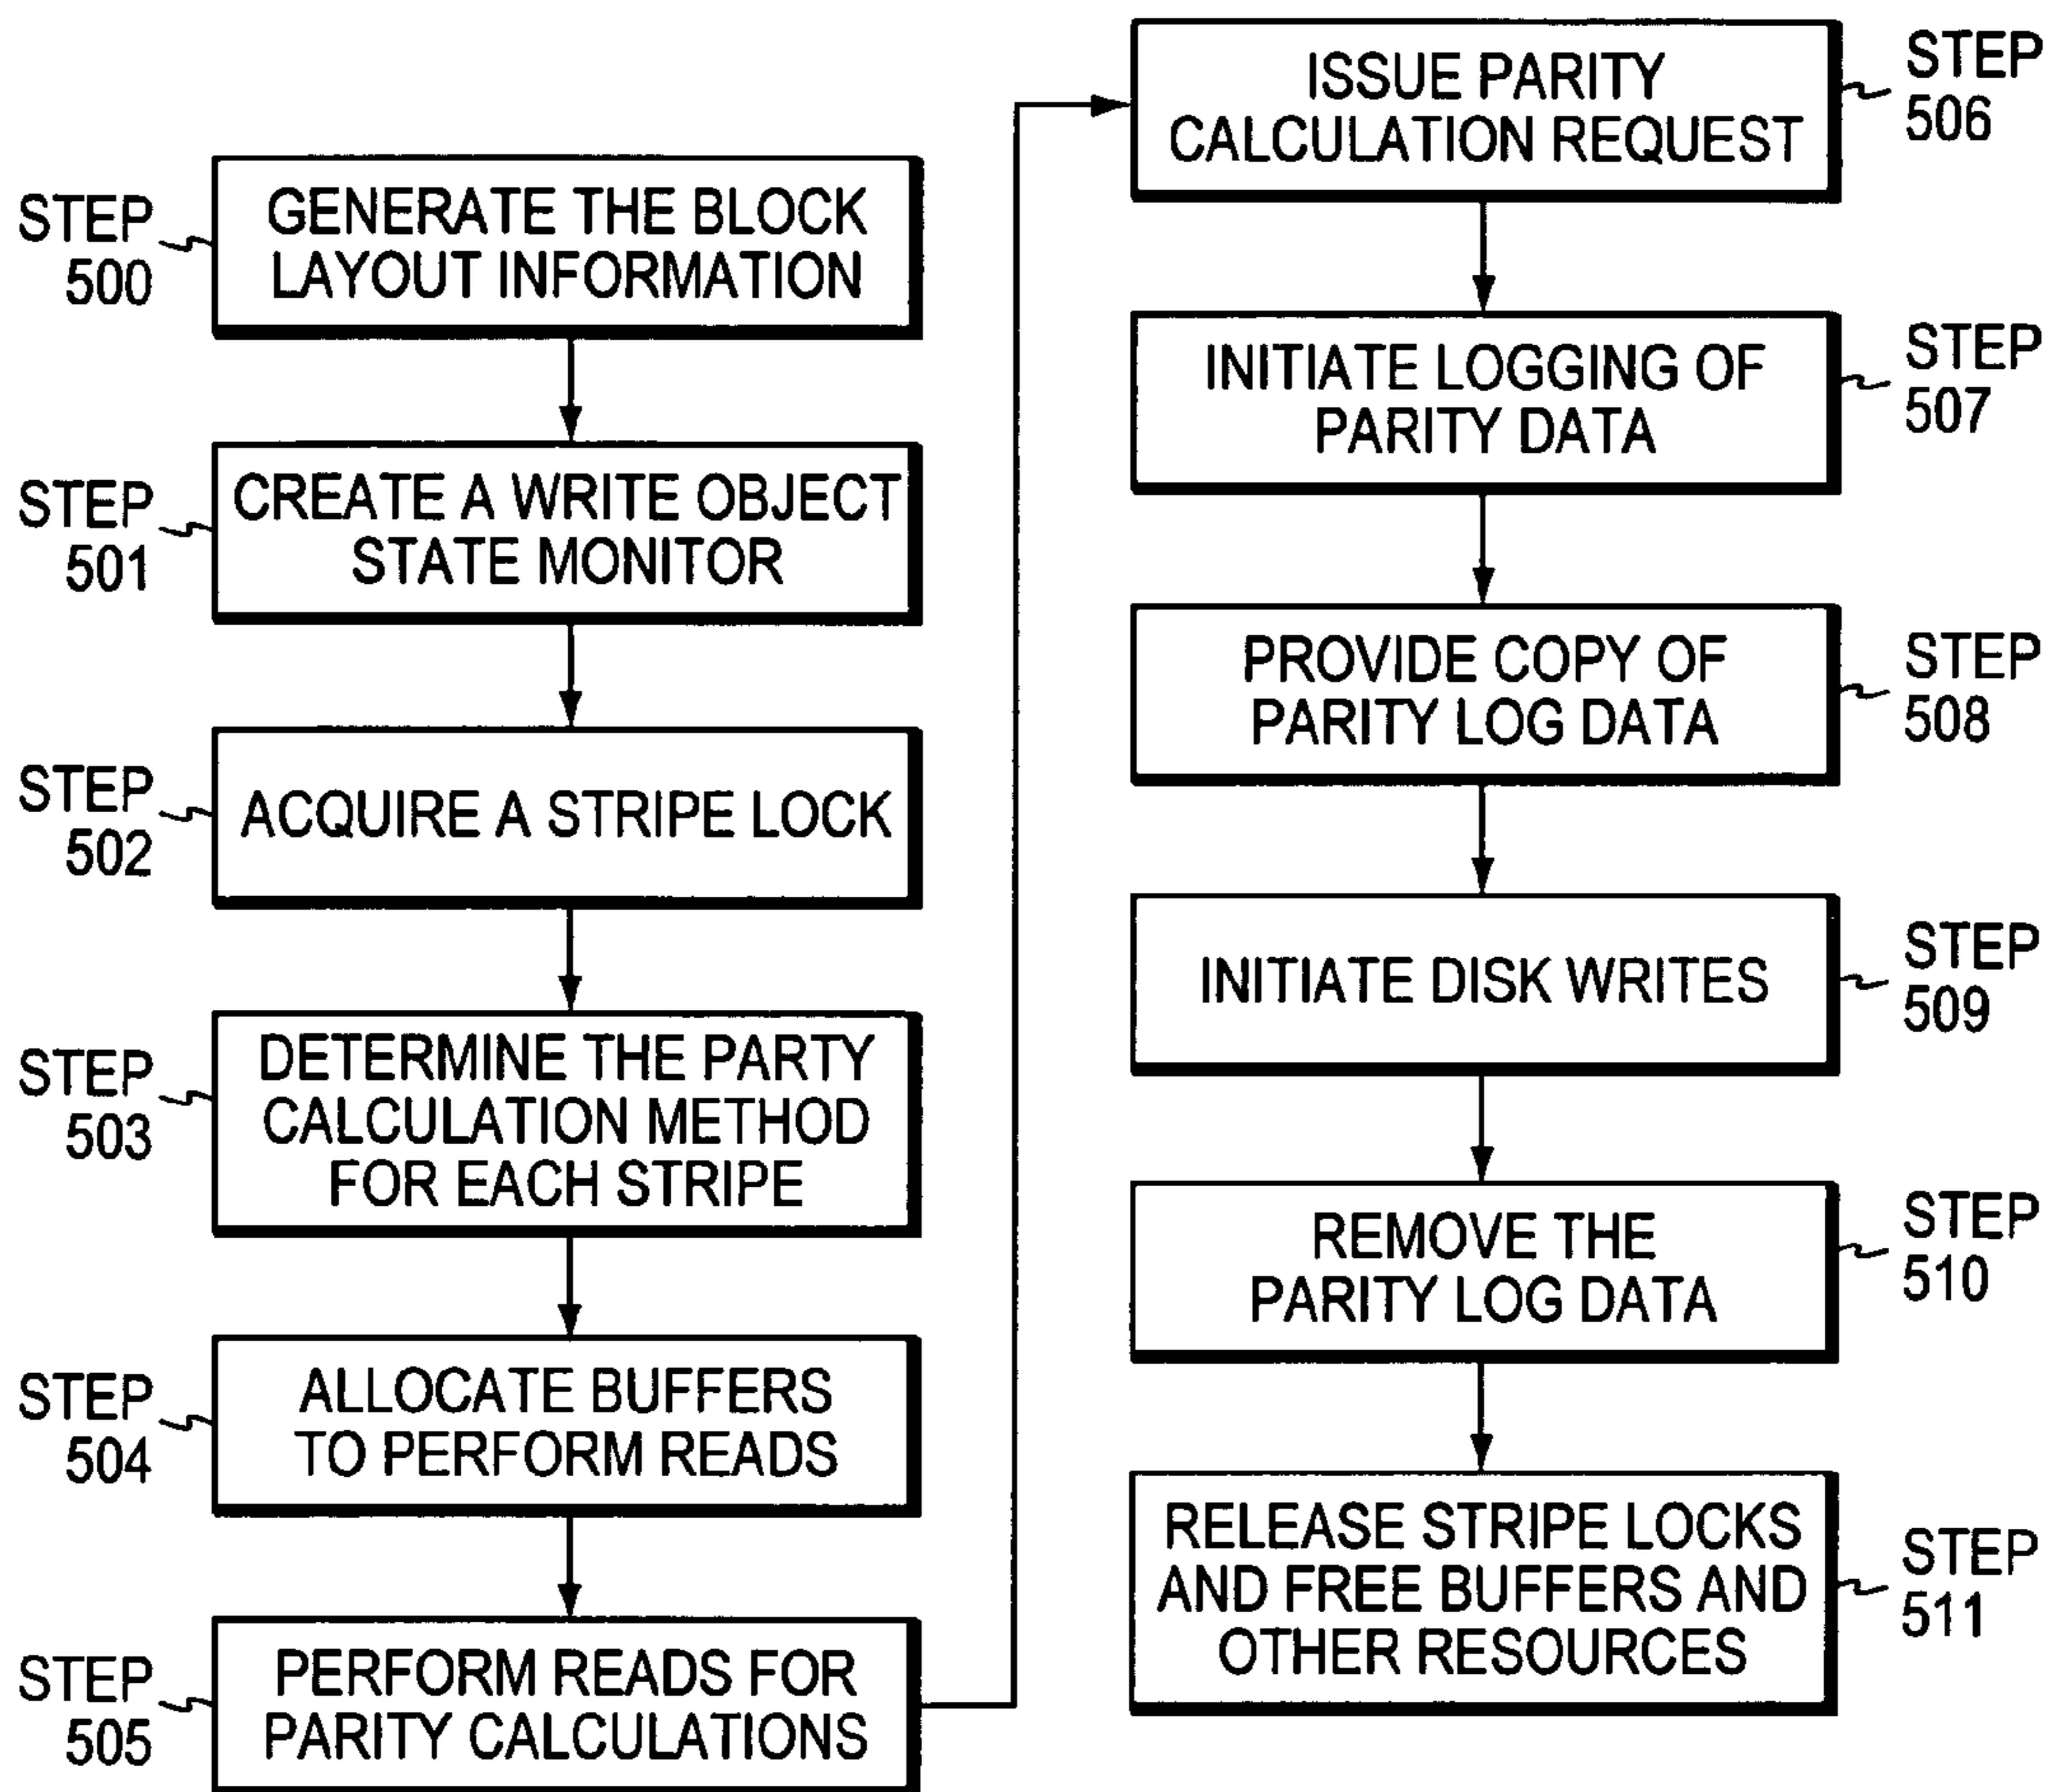 STEP
500
GENERATE THE BLOCK
LAYOUT INFORMATION
STEP
501
CREATE A WRITE OBJECT
STATE MONITOR
STEP
502
ACQUIRE A STRIPE LOCK
STEP
503
DETERMINE THE PARTY
CALCULATION METHOD
FOR EACH STRIPE
STEP
504
ALLOCATE BUFFERS
TO PERFORM READS
STEP
505
PERFORM READS FOR
PARITY CALCULATIONS
ISSUE PARITY
CALCULATION REQUEST
STEP
506
INITIATE LOGGING OF
PARITY DATA
STEP
507
PROVIDE COPY OF
PARITY LOG DATA
STEP
508
INITIATE DISK WRITES
STEP
509
REMOVE THE
PARITY LOG DATA
STEP
510
RELEASE STRIPE LOCKS
AND FREE BUFFERS AND
OTHER RESOURCES
STEP
511